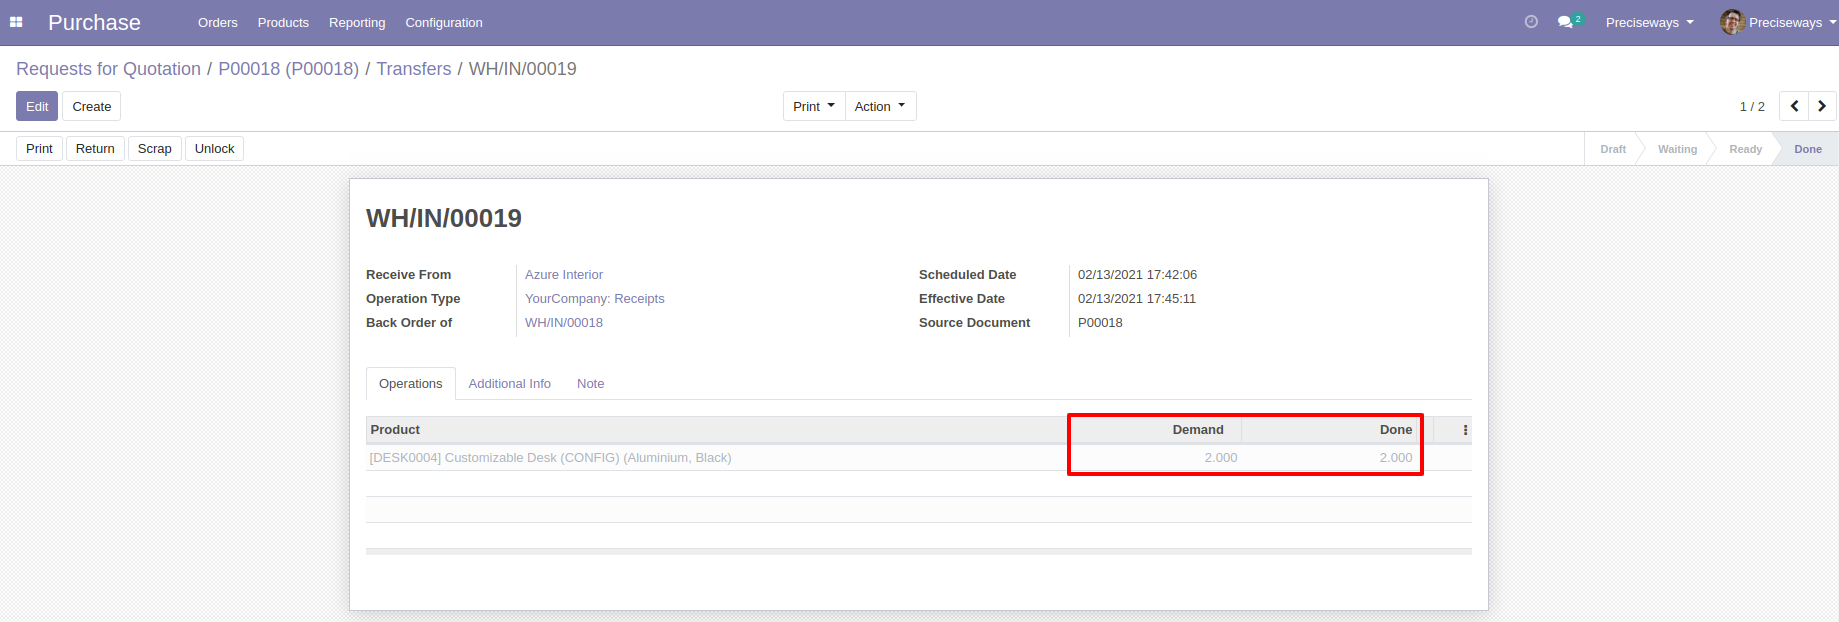 Purchase Orders Products Reporting Configuration 2 Preciseways Preciseways
Requests for Quotation / P00018 (P00018) / Transfers / WH/IN/00019
Edit Create Print Action 1 / 2
Print Return Scrap Unlock Draft Waiting Ready Done
WH/IN/00019
Receive From Azure Interior Scheduled Date 02/13/2021 17:42:06
Operation Type YourCompany: Receipts Effective Date 02/13/2021 17:45:11
Back Order of WH/IN/00018 Source Document P00018
Operations Additional Info Note
Product Demand Done
[DESK0004] Customizable Desk (CONFIG) (Aluminium, Black) 2.000 2.000